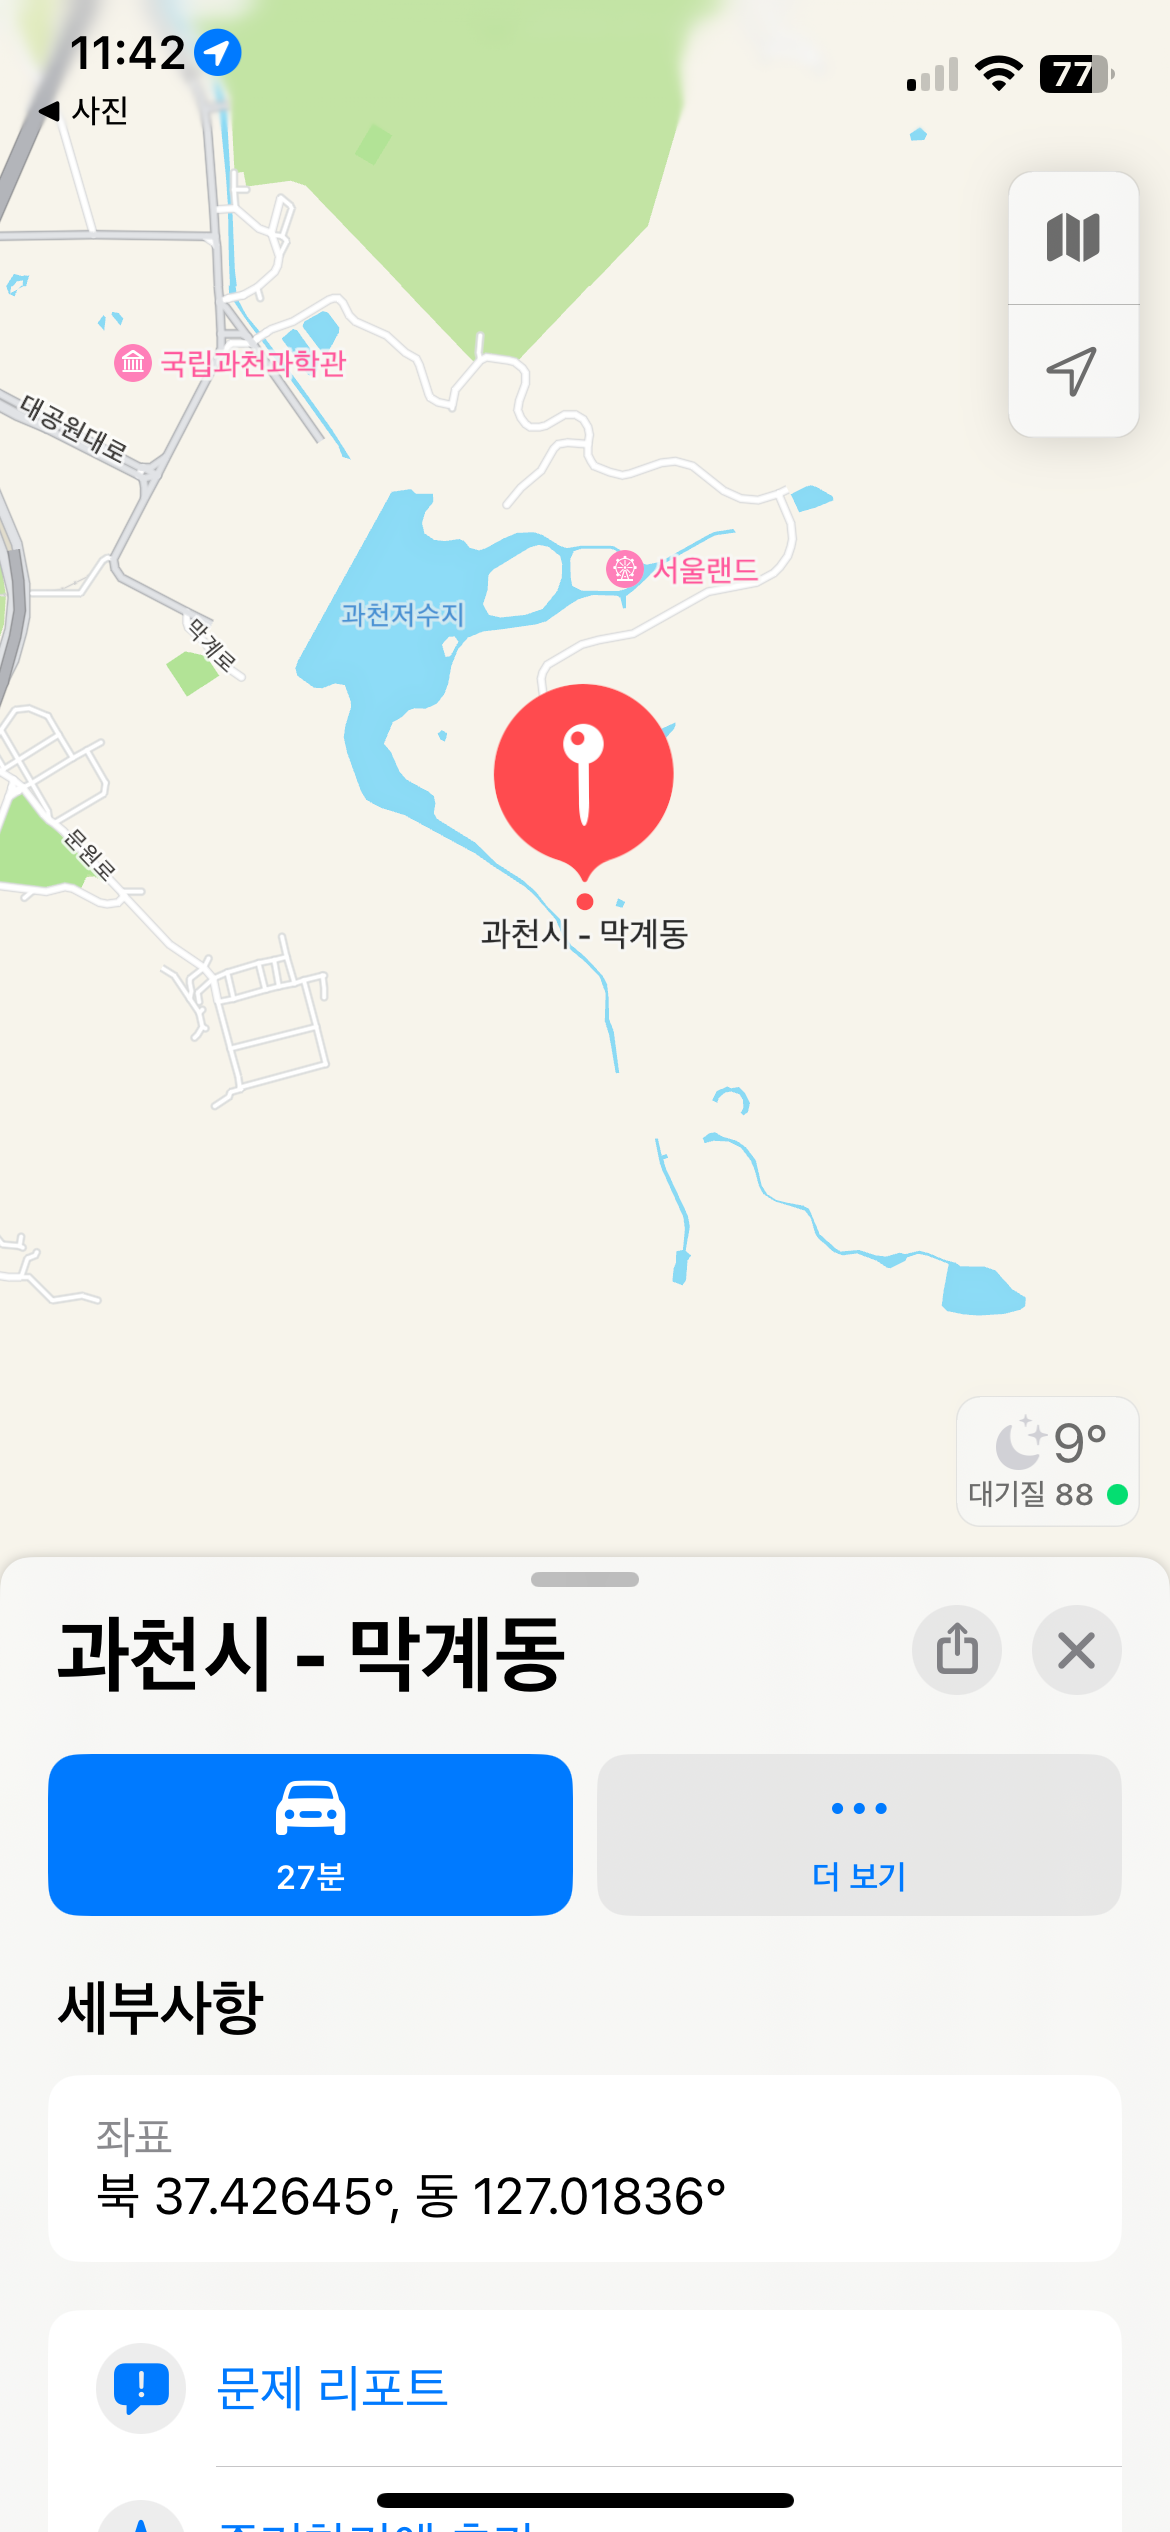 11:42
77
◀ 사진
국립과천과학관
대공원대로
서울랜드
과천저수지
막계로
문원로
과천시 - 막계동
9°
대기질 88
과천시 - 막계동
27분
더 보기
세부사항
좌표
북 37.42645°, 동 127.01836°
문제 리포트